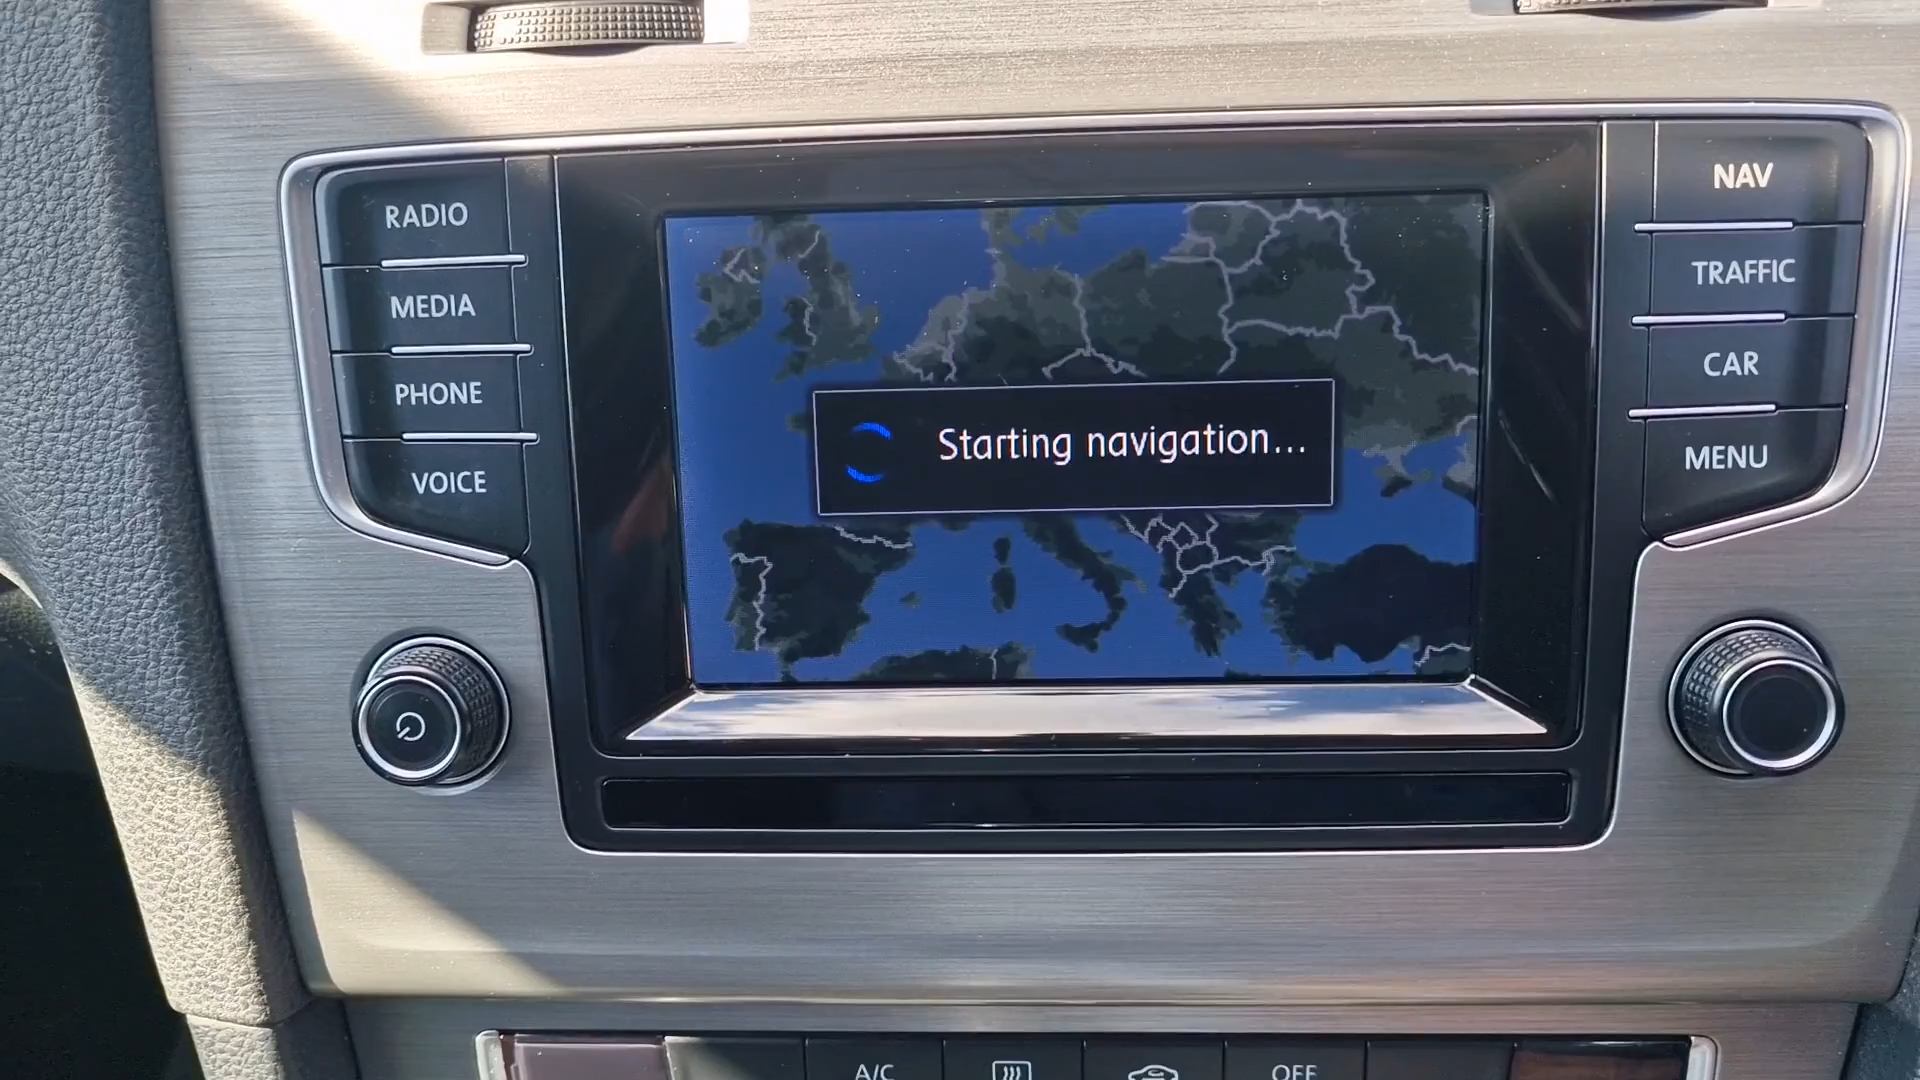 RADIO
MEDIA
PHONE
VOICE
Starting navigation...
NAV
TRAFFIC
CAR
MENU
A/C
OFF